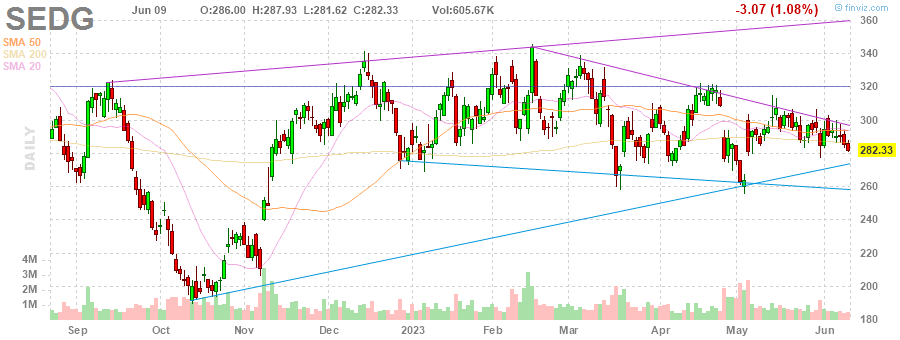 SEDG Jun 09 O:286.00 H:287.93 L:281.62 C:282.33 Vol:605.67K -3.07 (1.08%) © finviz.com
SMA 50
SMA 200
SMA 20
DAILY
360
340
320
300
282.33
260
240
220
200
180
4M
3M
2M
1M
Sep Oct Nov Dec 2023 Feb Mar Apr May Jun